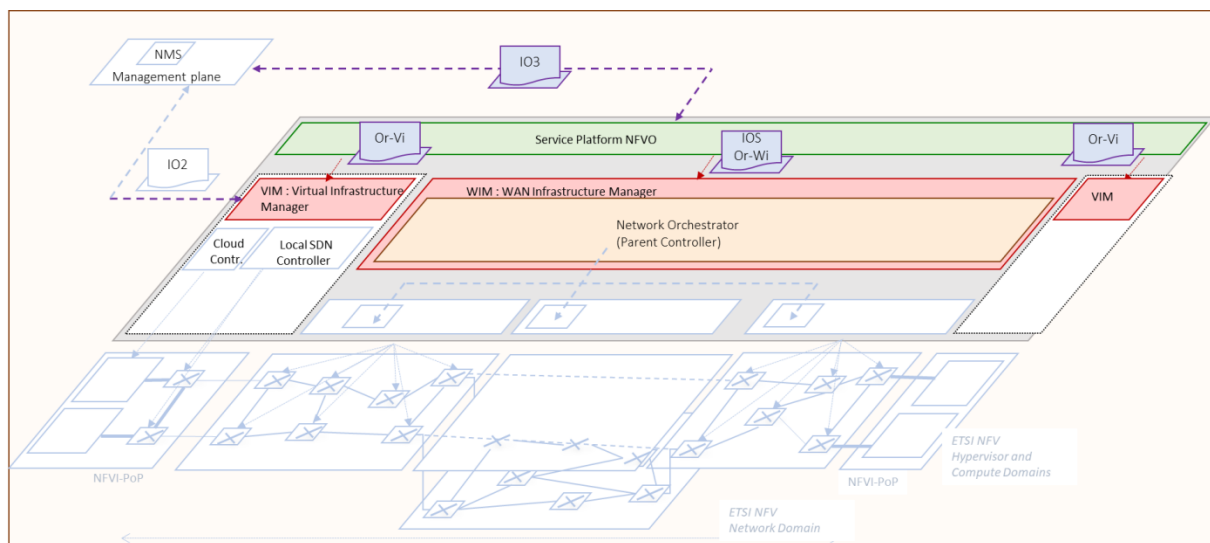 NMS
Management plane
IO3
Or-Vi
Service Platform NFVO
IOS
Or-Wi
Or-Vi
IO2
VIM : Virtual Infrastructure
Manager
WIM : WAN Infrastructure Manager
VIM
Network Orchestrator
(Parent Controller)
Cloud
Contr.
Local SDN
Controller
NFVI-PoP
ETSI NFV
Hypervisor and
Compute Domains
NFVI-PoP
ETSI NFV
Network Domain